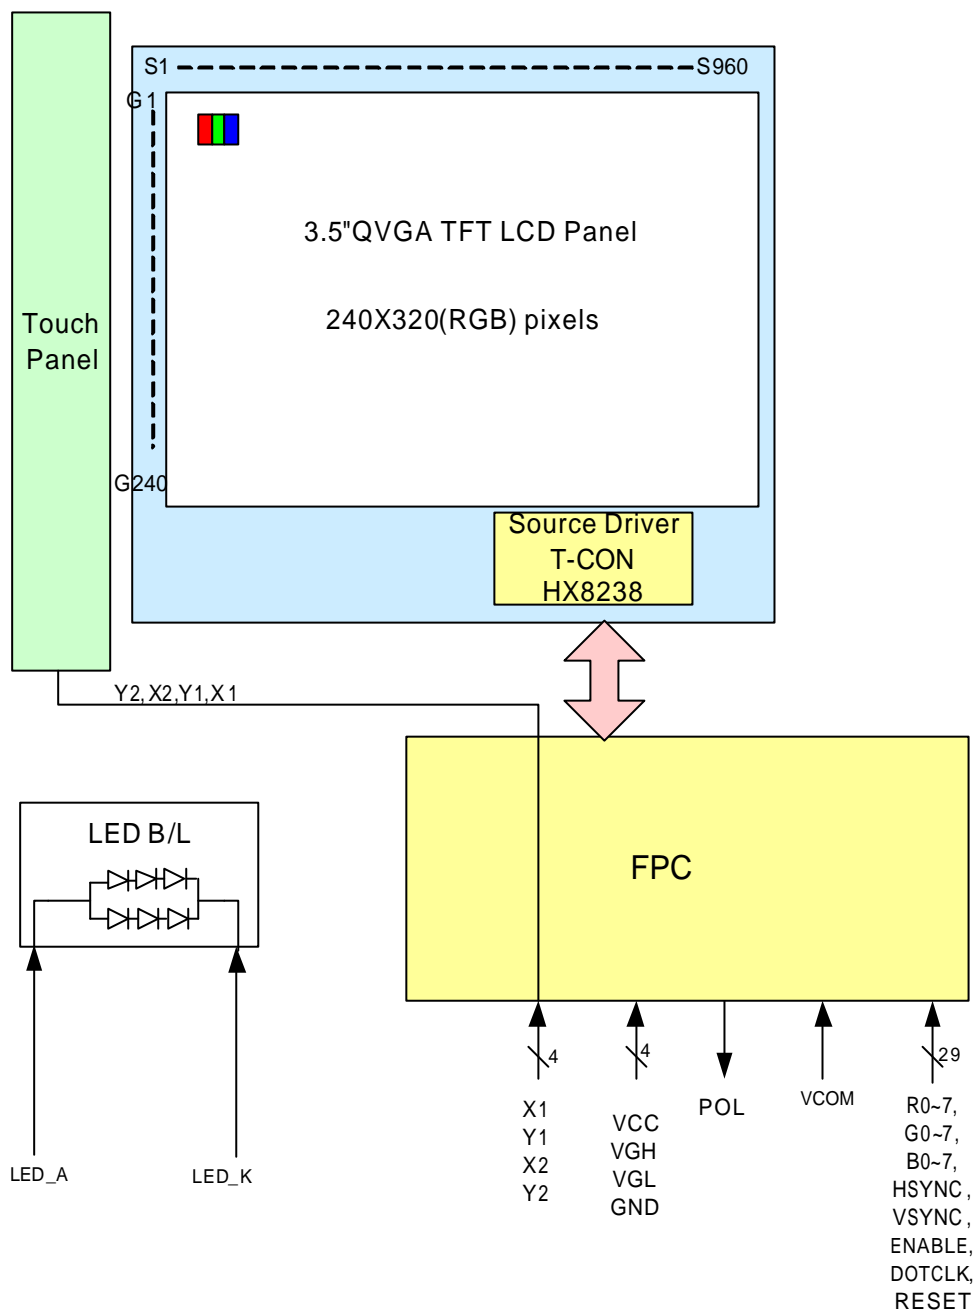 S1
S960
G1
3.5"QVGA TFT LCD Panel
240X320(RGB) pixels
Touch
Panel
G240
Source Driver
T-CON
HX8238
Y2,X2,Y1,X1
LED B/L
FPC
4
4
29
X1
Y1
X2
Y2
VCC
VGH
VGL
GND
POL
VCOM
R0~7,
G0~7,
B0~7,
HSYNC,
VSYNC,
ENABLE,
DOTCLK,
RESET
LED_A
LED_K